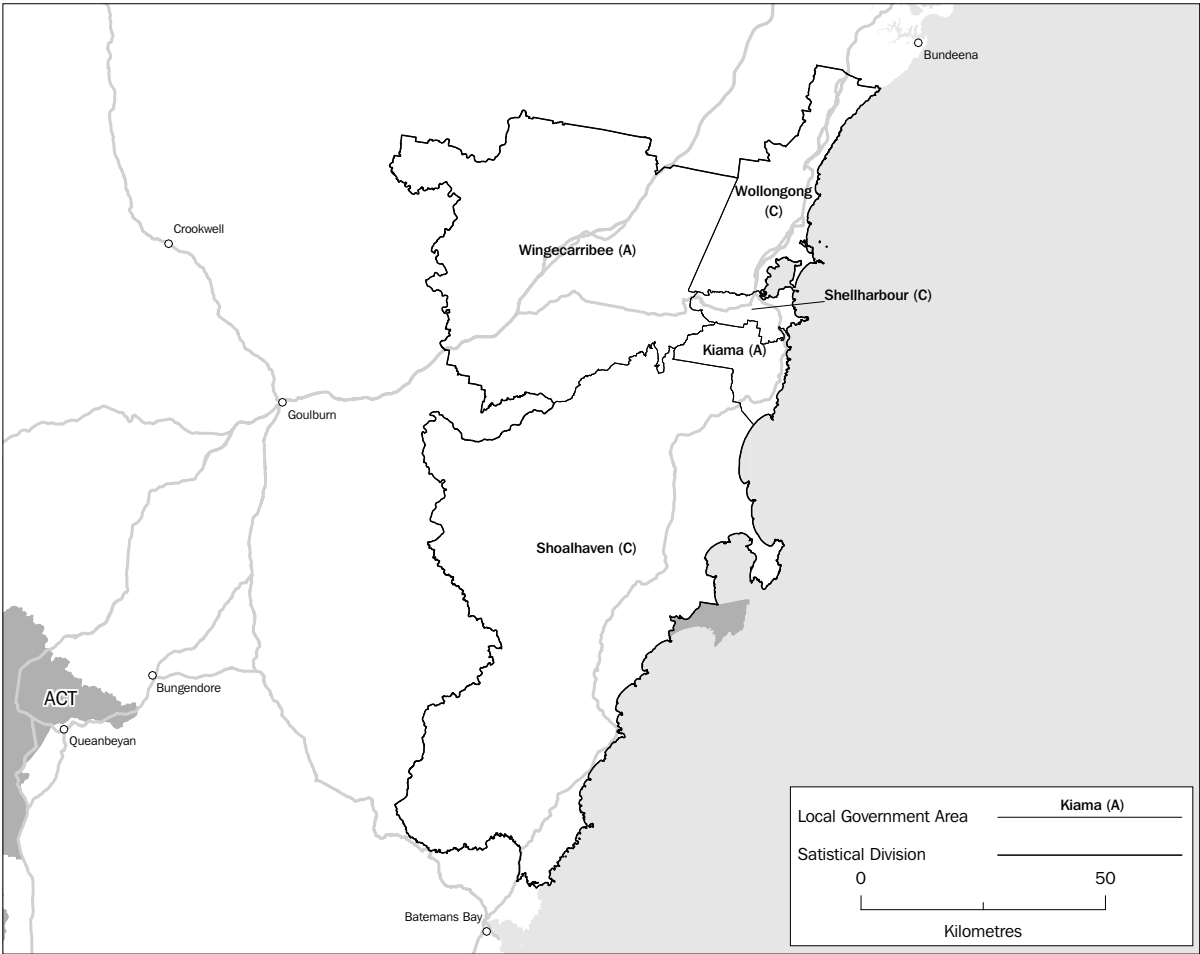 Bundeena
Wollongong
(C)
Crookwell
Wingecarribee (A)
Shellharbour (C)
Kiama (A)
Goulburn
Shoalhaven (C)
Bungendore
ACT
Queanbeyan
Batemans Bay
Local Government Area
Kiama (A)
Satistical Division
0
50
Kilometres